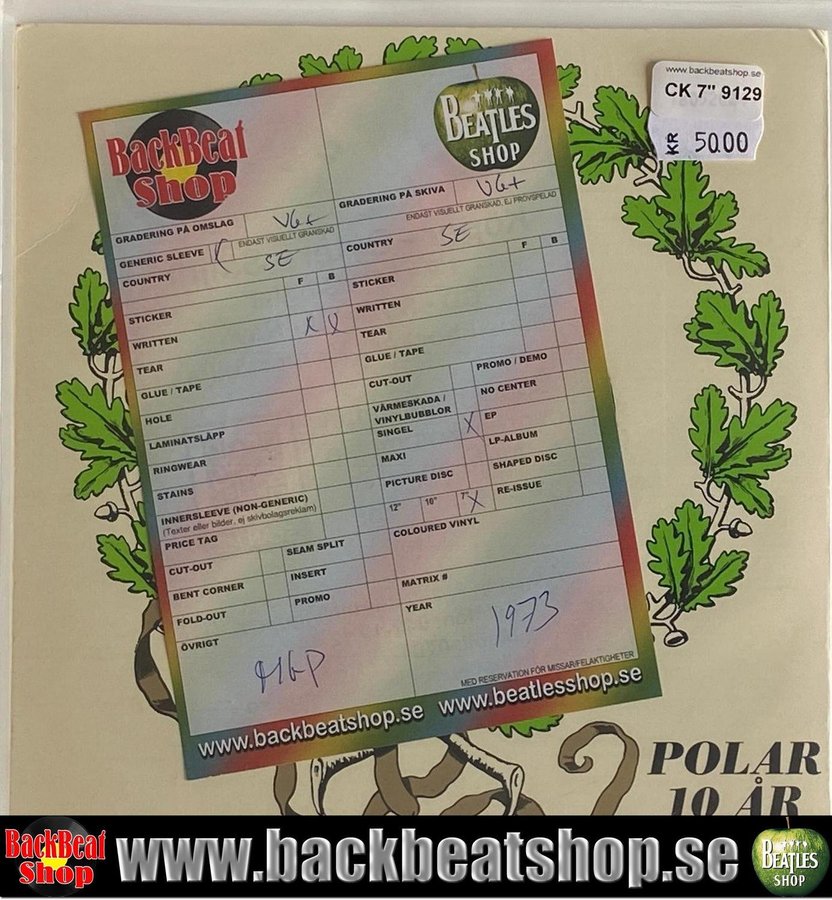 www.backbeatshop.se
CK 7" 9129
KR 50.00
BackBeat
Shop
BEATLES
SHOP
GRADERING PÅ OMSLAG VG+
ENDAST VISUELLT GRANSKAD
GENERIC SLEEVE
COUNTRY SE
F B
STICKER
WRITTEN X X
TEAR
GLUE / TAPE
HOLE
LAMINATSLÄPP
RINGWEAR
STAINS
INNERSLEEVE (NON-GENERIC)
(Texter eller bilder, ej skivbolagsreklam)
PRICE TAG
CUT-OUT SEAM SPLIT
BENT CORNER INSERT
FOLD-OUT PROMO
ÖVRIGT
GRADERING PÅ SKIVA VG+
ENDAST VISUELLT GRANSKAD, EJ PROVSPELAD
COUNTRY SE
F B
STICKER
WRITTEN
TEAR
GLUE / TAPE
CUT-OUT PROMO / DEMO
VÄRMESKADA /
VINYLBUBBLOR NO CENTER
SINGEL X EP
MAXI LP-ALBUM
PICTURE DISC SHAPED DISC
12" 10" 7" X RE-ISSUE
COLOURED VINYL
MATRIX #
YEAR
1973
MED RESERVATION FÖR MISSAR/FELAKTIGHETER
www.backbeatshop.se www.beatlesshop.se
POLAR
10 ÅR
BackBeat
Shop
www.backbeatshop.se
BEATLES
SHOP